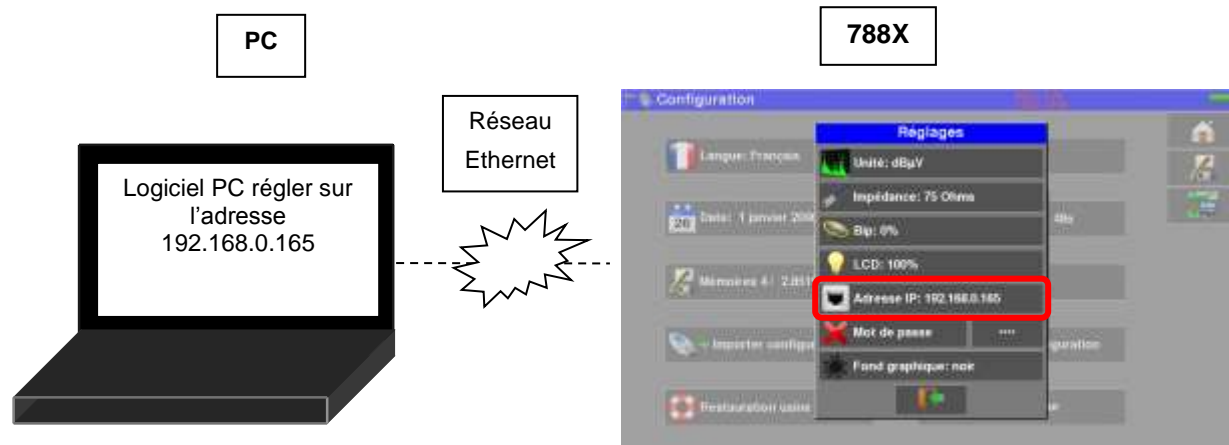 PC
788X
Réseau
Ethernet
Logiciel PC régler sur
l'adresse
192.168.0.165
Configuration
Réglages
Langue: Français
Unité: dBµV
Impédance: 75 Ohms
Date: 1 janvier 200
Bip: 0%
LCD: 100%
Mémoires 4/
Adresse IP: 192.168.0.165
Mot de passe
****
Importer configu
guration
Fond graphique: noir
Restauration usine